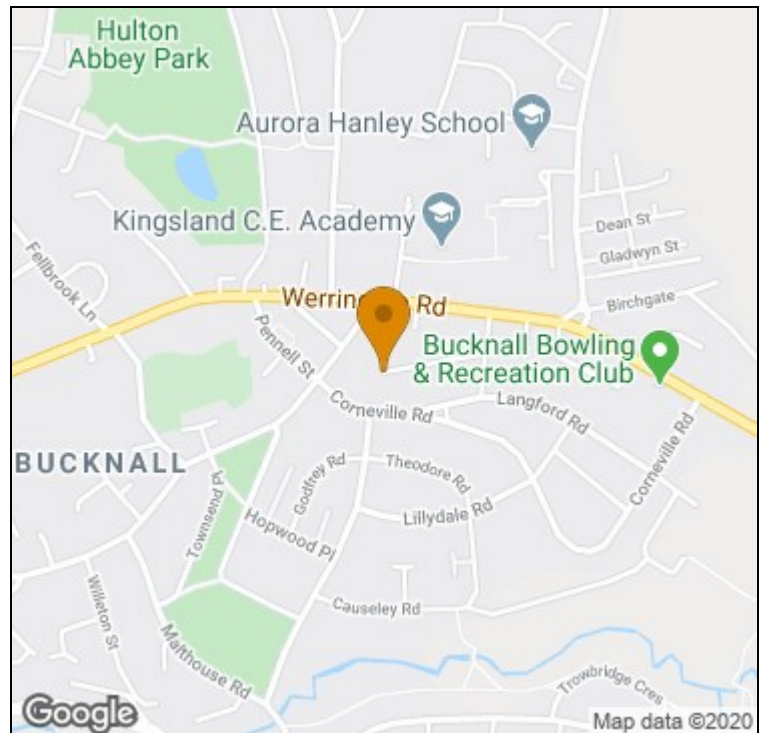 Hulton
Abbey Park
Aurora Hanley School
Kingsland C.E. Academy
Dean St
Gladwyn St
Fellbrook Ln
Birchgate
Rd
Pennell St
Bucknall Bowling
& Recreation Club
Langford Rd
Corneville Rd
BUCKNALL
Corneville Rd
Townsend Pl
Godfrey Rd
Theodore Rd
Hopwood Pl
Lillydale Rd
Willeton St
Causeley Rd
Malthouse Rd
Trowbridge Cres
Google
Map data ©2020